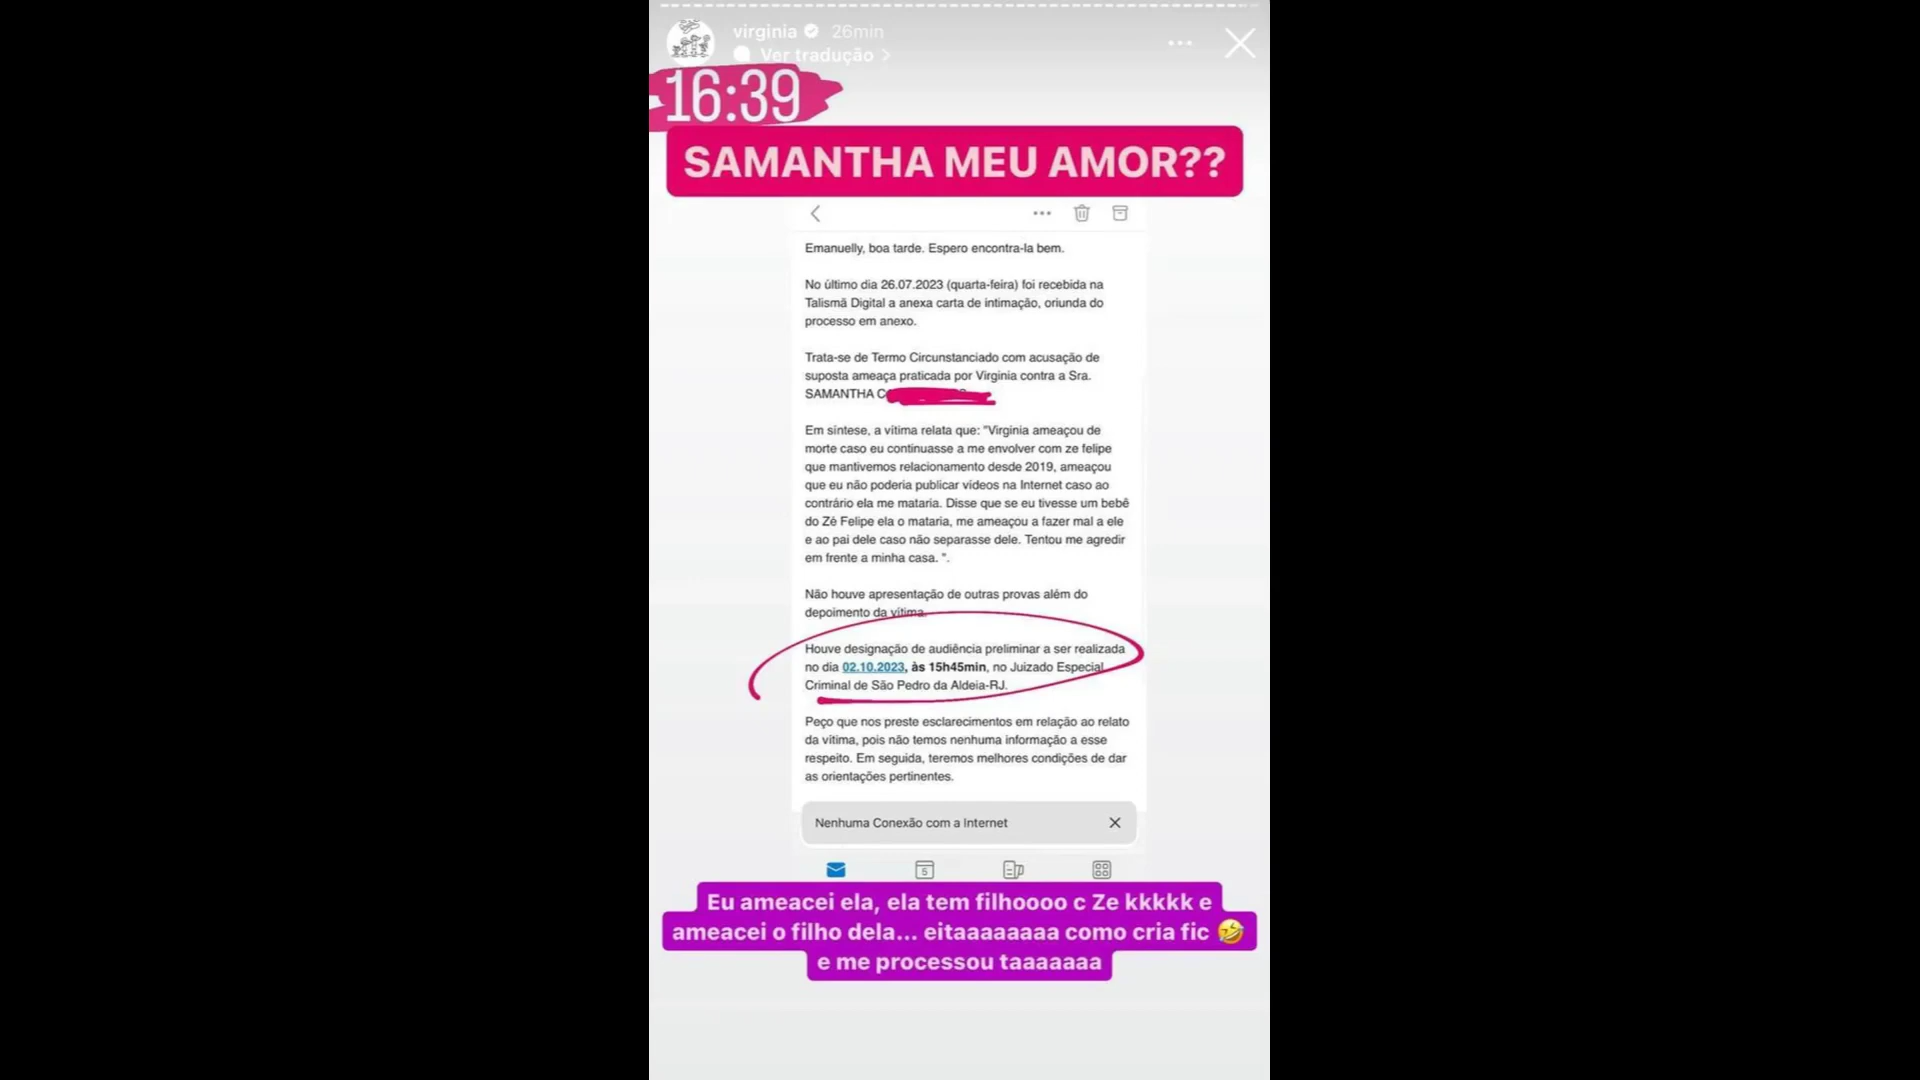 virginia 26min
Ver tradução
16:39
SAMANTHA MEU AMOR??
Emanuelly, boa tarde. Espero encontra-la bem.
No último dia 26.07.2023 (quarta-feira) foi recebida na
Talismã Digital a anexa carta de intimação, oriunda do
processo em anexo.
Trata-se de Termo Circunstanciado com acusação de
suposta ameaça praticada por Virginia contra a Sra.
SAMANTHA
Em síntese, a vítima relata que: "Virginia ameaçou de
morte caso eu continuasse a me envolver com ze felipe
que mantivemos relacionamento desde 2019, ameaçou
que eu não poderia publicar vídeos na Internet caso ao
contrário ela me mataria. Disse que se eu tivesse um bebê
do Zé Felipe ela o mataria, me ameaçou a fazer mal a ele
e ao pai dele caso não separasse dele. Tentou me agredir
em frente a minha casa. ".
Não houve apresentação de outras provas além do
depoimento da vítima.
Houve designação de audiência preliminar a ser realizada
no dia 02.10.2023, às 15h45min, no Juizado Especial
Criminal de São Pedro da Aldeia-RJ.
Peço que nos preste esclarecimentos em relação ao relato
da vítima, pois não temos nenhuma informação a esse
respeito. Em seguida, teremos melhores condições de dar
as orientações pertinentes.
Nenhuma Conexão com a Internet
5
Eu ameacei ela, ela tem filhoooo c Ze kkkkk e
ameacei o filho dela... eitaaaaaaaa como cria fic 🤣
e me processou taaaaaaa